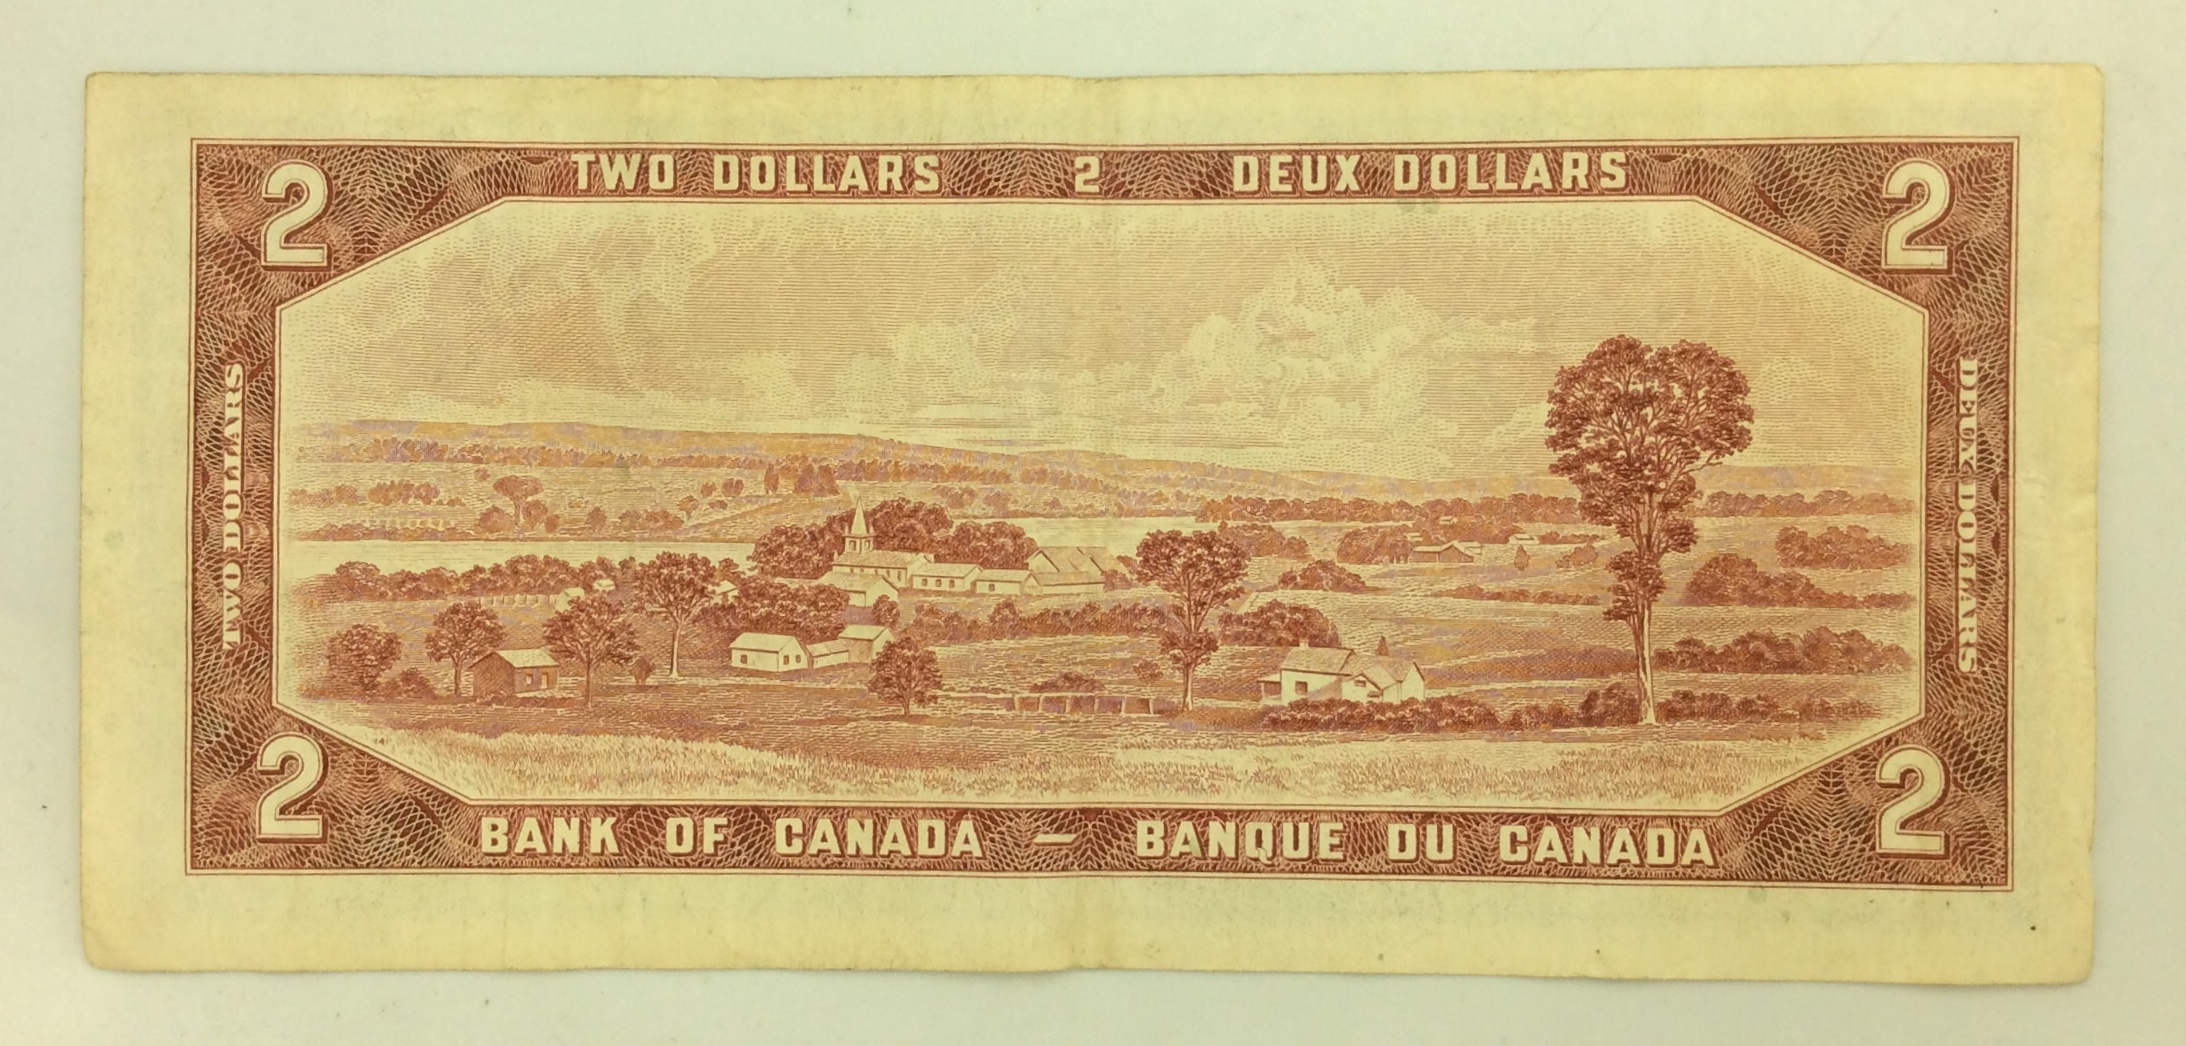 TWO DOLLARS 2 DEUX DOLLARS
2
2
TWO DOLLARS
DEUX DOLLARS
2
2
BANK OF CANADA – BANQUE DU CANADA